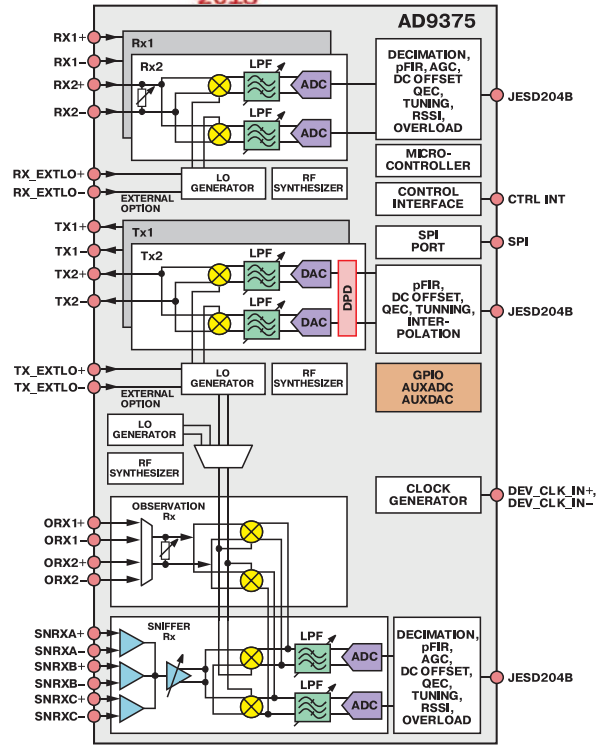 2018
AD9375
RX1+
RX1–
RX2+
RX2–
Rx1
Rx2
LPF
ADC
LPF
ADC
DECIMATION,
pFIR, AGC,
DC OFFSET
QEC,
TUNING,
RSSI,
OVERLOAD
JESD204B
MICRO-
CONTROLLER
RX_EXTLO+
RX_EXTLO–
EXTERNAL
OPTION
LO
GENERATOR
RF
SYNTHESIZER
CONTROL
INTERFACE
CTRL INT
SPI
PORT
SPI
TX1+
TX1–
TX2+
TX2–
Tx1
Tx2
LPF
DAC
LPF
DAC
DPD
pFIR,
DC OFFSET,
QEC, TUNNING,
INTER-
POLATION
JESD204B
TX_EXTLO+
TX_EXTLO–
EXTERNAL
OPTION
LO
GENERATOR
RF
SYNTHESIZER
GPIO
AUXADC
AUXDAC
LO
GENERATOR
RF
SYNTHESIZER
CLOCK
GENERATOR
DEV_CLK_IN+,
DEV_CLK_IN–
OBSERVATION
Rx
ORX1+
ORX1–
ORX2+
ORX2–
SNIFFER
Rx
SNRXA+
SNRXA–
SNRXB+
SNRXB–
SNRXC+
SNRXC–
LPF
ADC
LPF
ADC
DECIMATION,
pFIR,
AGC,
DC OFFSET,
QEC,
TUNING,
RSSI,
OVERLOAD
JESD204B